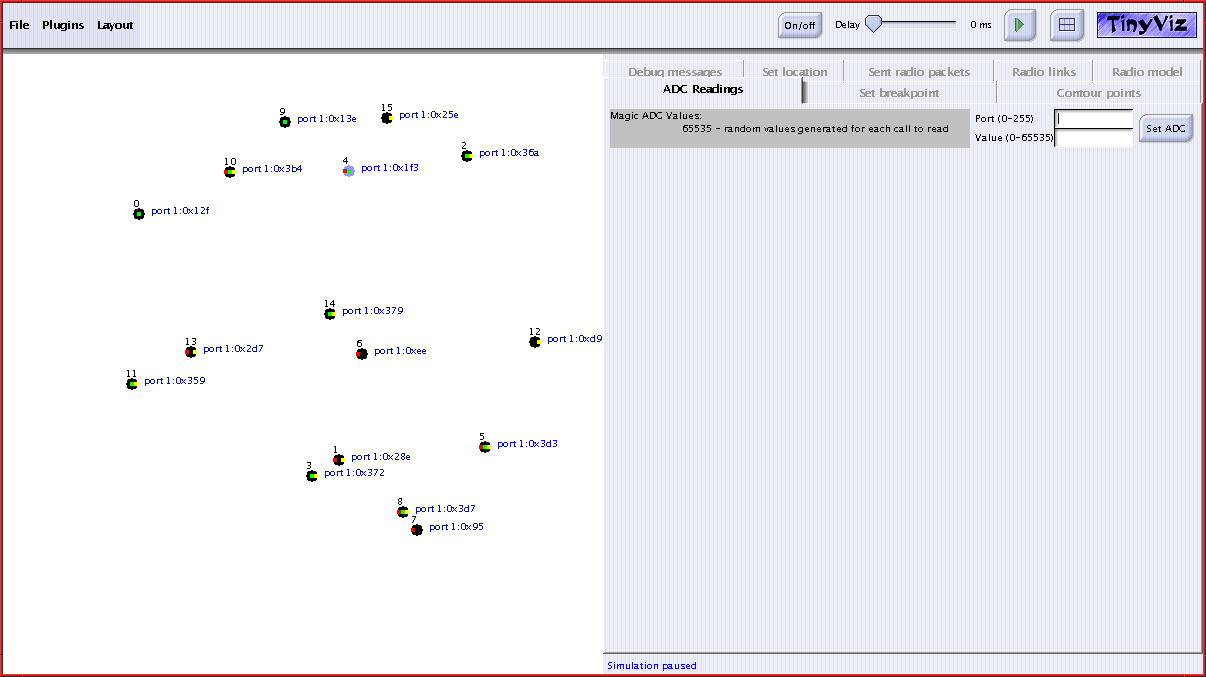 File Plugins Layout
On/off Delay 0 ms TinyViz
Debug messages Set location Sent radio packets Radio links Radio model
ADC Readings Set breakpoint Contour points
Magic ADC Values:
65535 - random values generated for each call to read
Port (0-255)
Value (0-65535)
Set ADC
9 port 1:0x13e
15 port 1:0x25e
2 port 1:0x36a
10 port 1:0x3b4
4 port 1:0x1f3
0 port 1:0x12f
14 port 1:0x379
12 port 1:0xd9
13 port 1:0x2d7
6 port 1:0xee
11 port 1:0x359
5 port 1:0x3d3
1 port 1:0x28e
3 port 1:0x372
8 port 1:0x3d7
7 port 1:0x95
Simulation paused